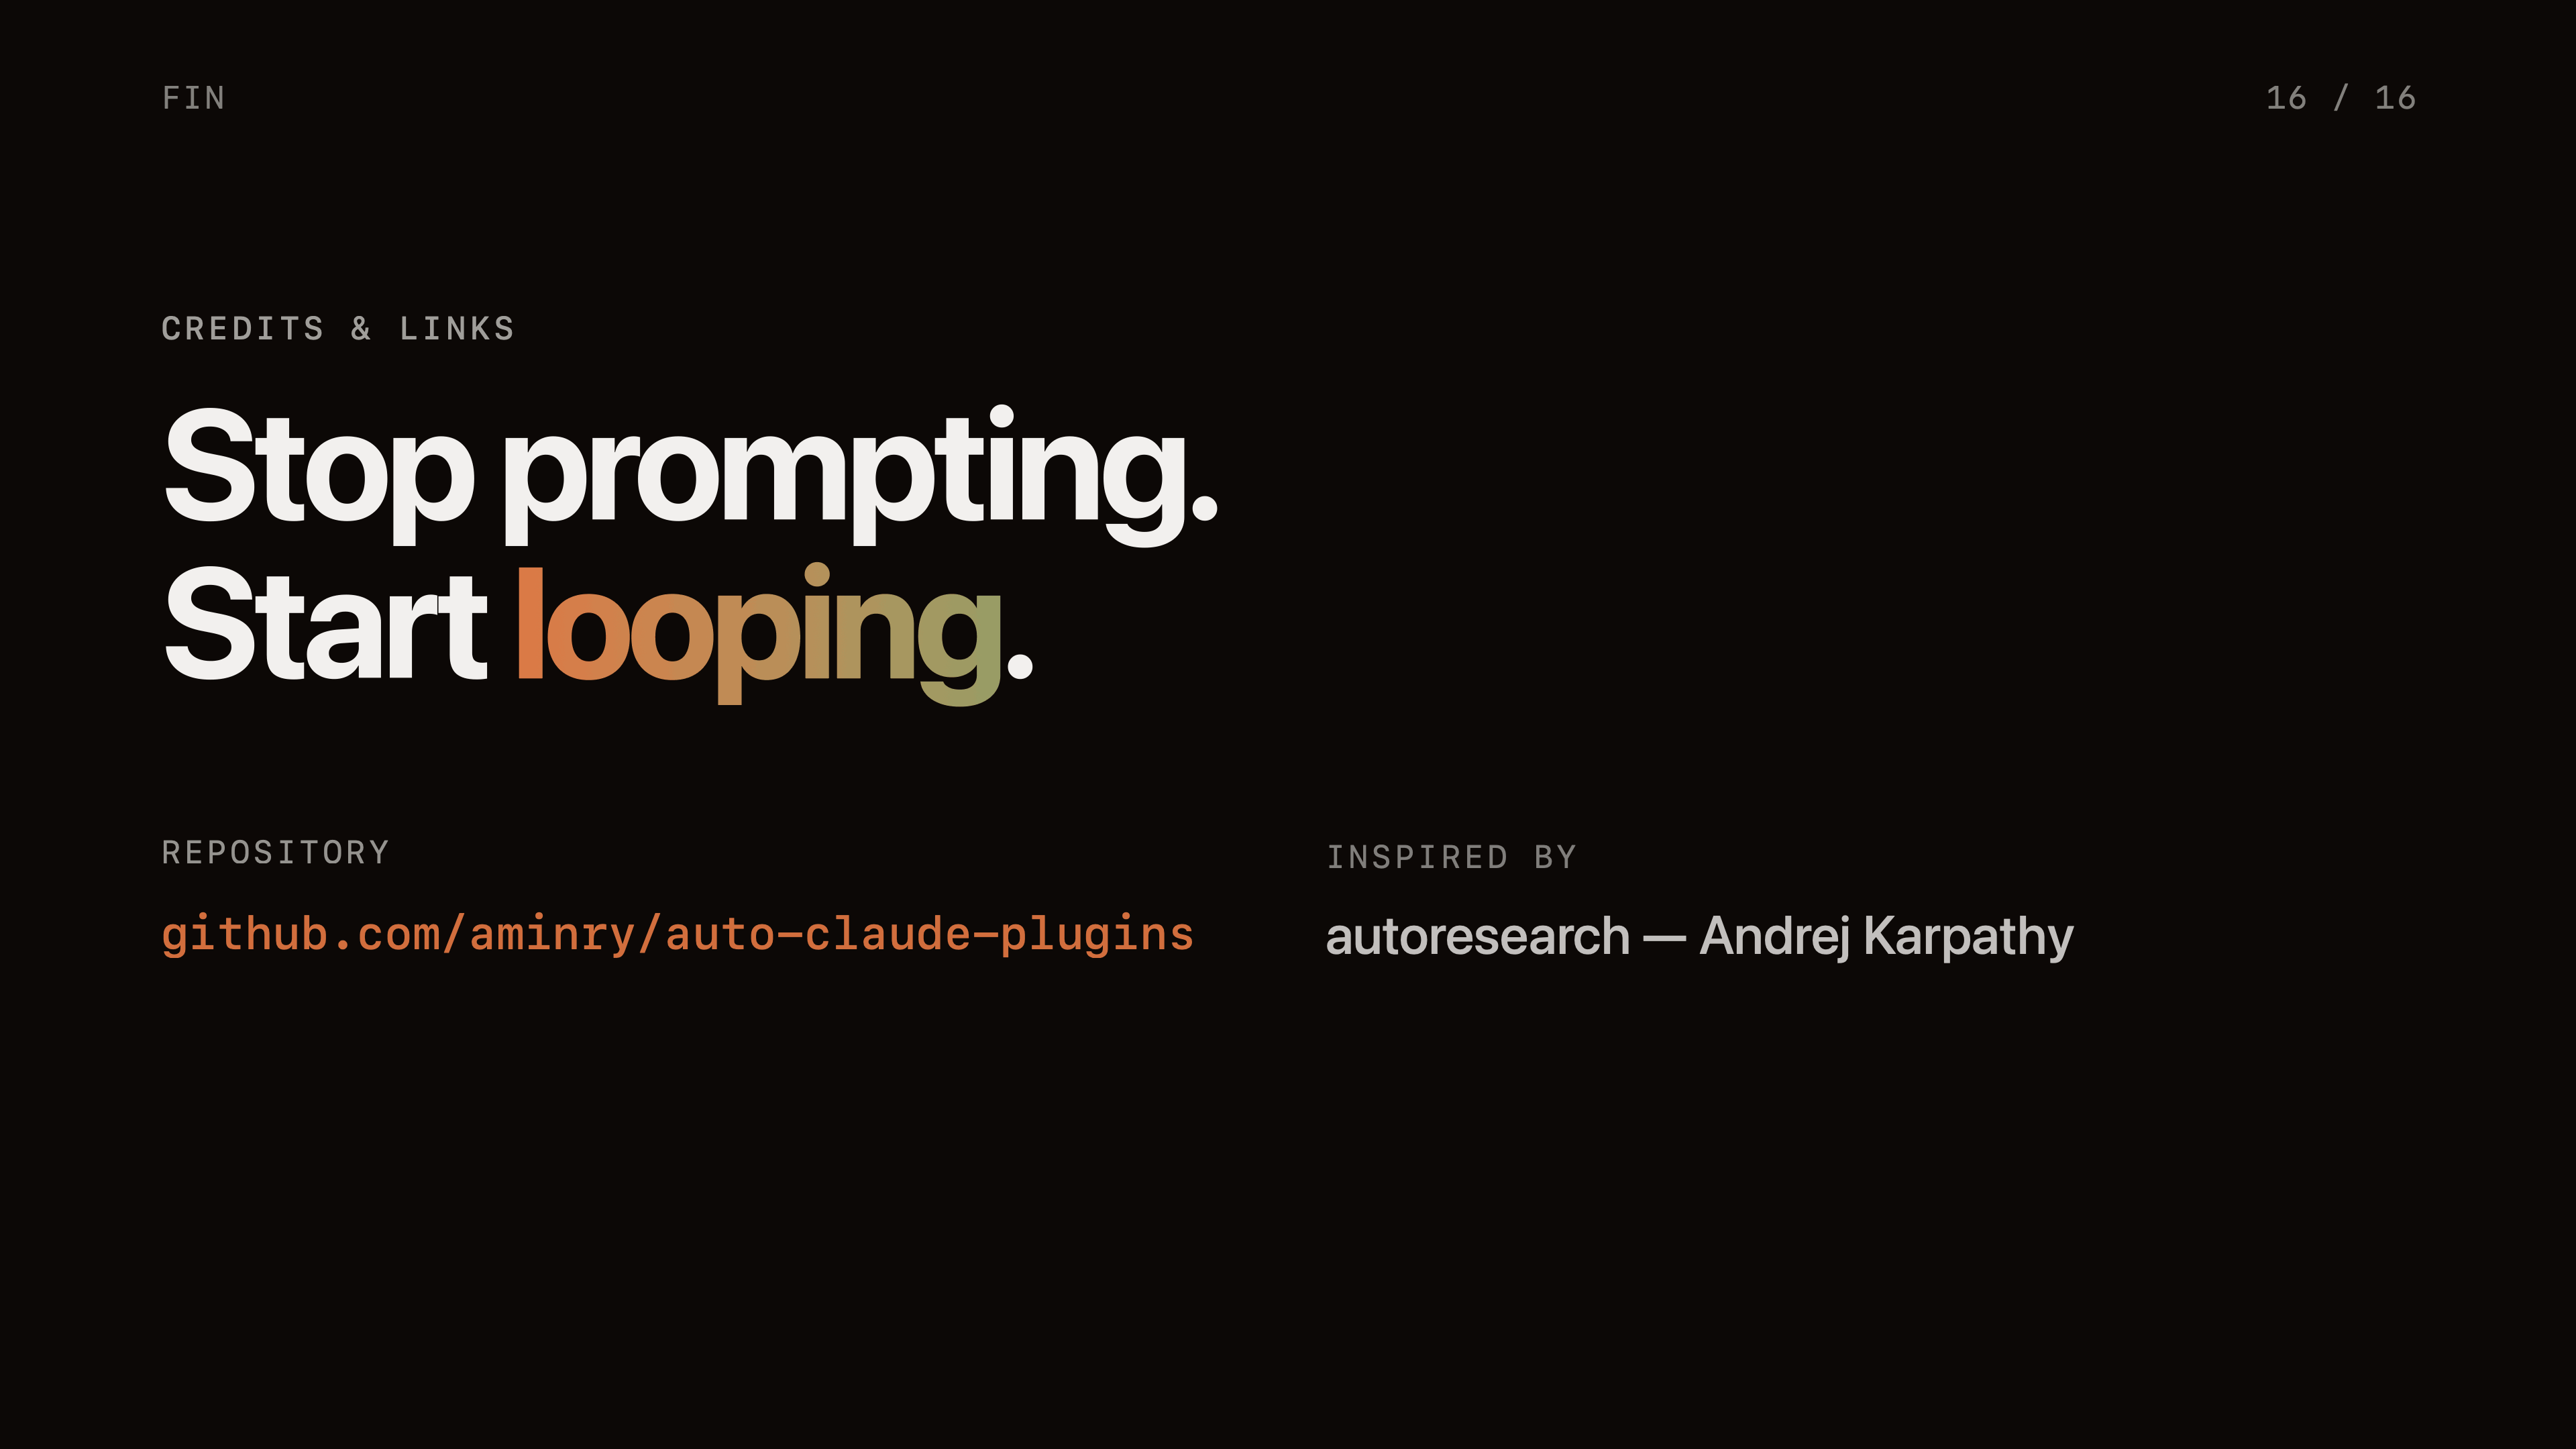 FIN
16 / 16
CREDITS & LINKS
Stop prompting.
Start looping.
REPOSITORY
github.com/aminry/auto-claude-plugins
INSPIRED BY
autoresearch — Andrej Karpathy